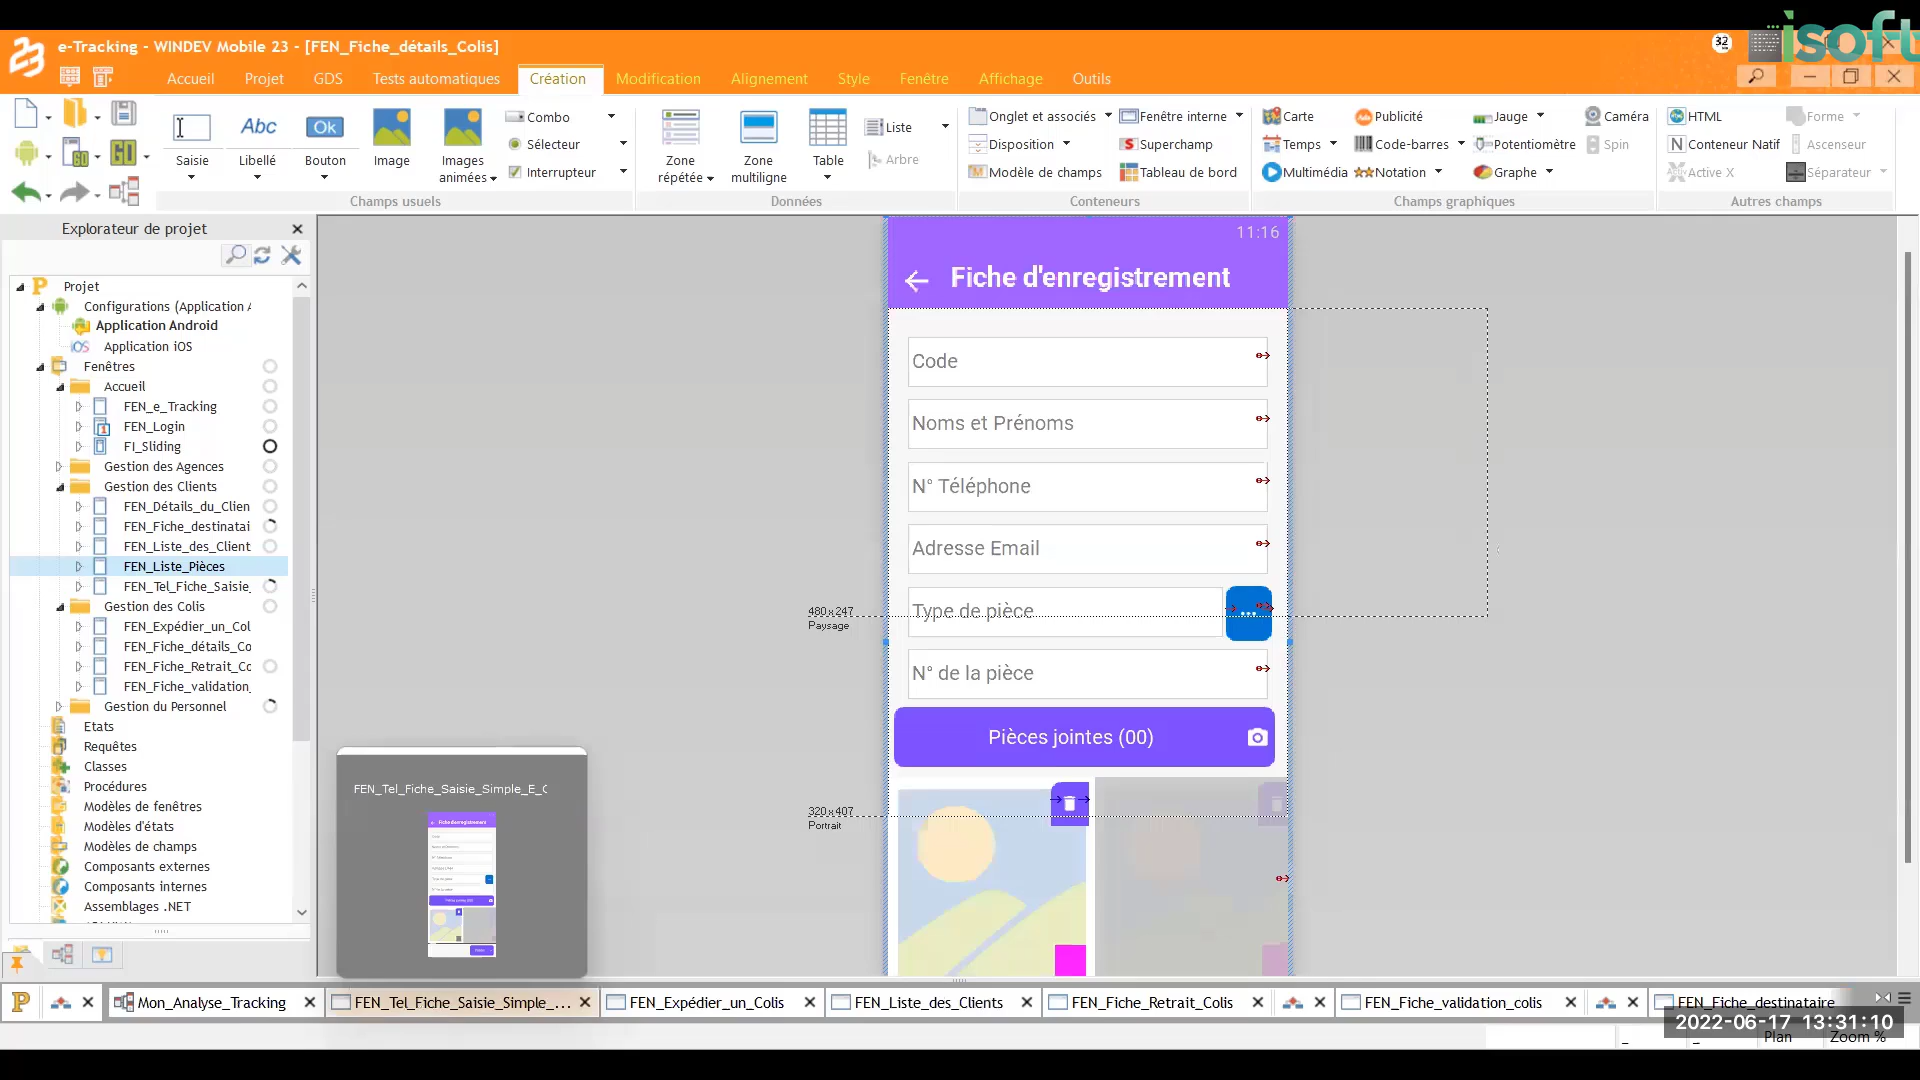 isoft
e-Tracking - WINDEV Mobile 23 - [FEN_Fiche_détails_Colis]
32
Accueil Projet GDS Tests automatiques Création Modification Alignement Style Fenêtre Affichage Outils
Saisie
Abc
Libellé
Ok
Bouton
Image
Images animées
Combo
Sélecteur
Interrupteur
Champs usuels
Zone répétée
Zone multiligne
Table
Liste
Arbre
Données
Onglet et associés
Fenêtre interne
Disposition
Superchamp
Modèle de champs
Tableau de bord
Conteneurs
Carte
Publicité
Jauge
Caméra
Temps
Code-barres
Potentiomètre
Spin
Multimédia
Notation
Graphe
Champs graphiques
HTML
Forme
Conteneur Natif
Ascenseur
Active X
Séparateur
Autres champs
Explorateur de projet
Projet
Configurations (Application A
Application Android
Application iOS
Fenêtres
Accueil
FEN_e_Tracking
FEN_Login
FI_Sliding
Gestion des Agences
Gestion des Clients
FEN_Détails_du_Clien
FEN_Fiche_destinatai
FEN_Liste_des_Client
FEN_Liste_Pièces
FEN_Tel_Fiche_Saisie_
Gestion des Colis
FEN_Expédier_un_Col
FEN_Fiche_détails_Co
FEN_Fiche_Retrait_Co
FEN_Fiche_validation_
Gestion du Personnel
Etats
Requêtes
Classes
Procédures
Modèles de fenêtres
Modèles d'états
Modèles de champs
Composants externes
Composants internes
Assemblages .NET
11:16
Fiche d'enregistrement
Code
Noms et Prénoms
N° Téléphone
Adresse Email
480x247
Paysage
Type de pièce
...
N° de la pièce
Pièces jointes (00)
320x407
Portrait
FEN_Tel_Fiche_Saisie_Simple_E_C
Fiche d'enregistrement
Mon_Analyse_Tracking
FEN_Tel_Fiche_Saisie_Simple_...
FEN_Expédier_un_Colis
FEN_Liste_des_Clients
FEN_Fiche_Retrait_Colis
FEN_Fiche_validation_colis
FEN_Fiche_destinataire
2022-06-17 13:31:10
Plan
Zoom %